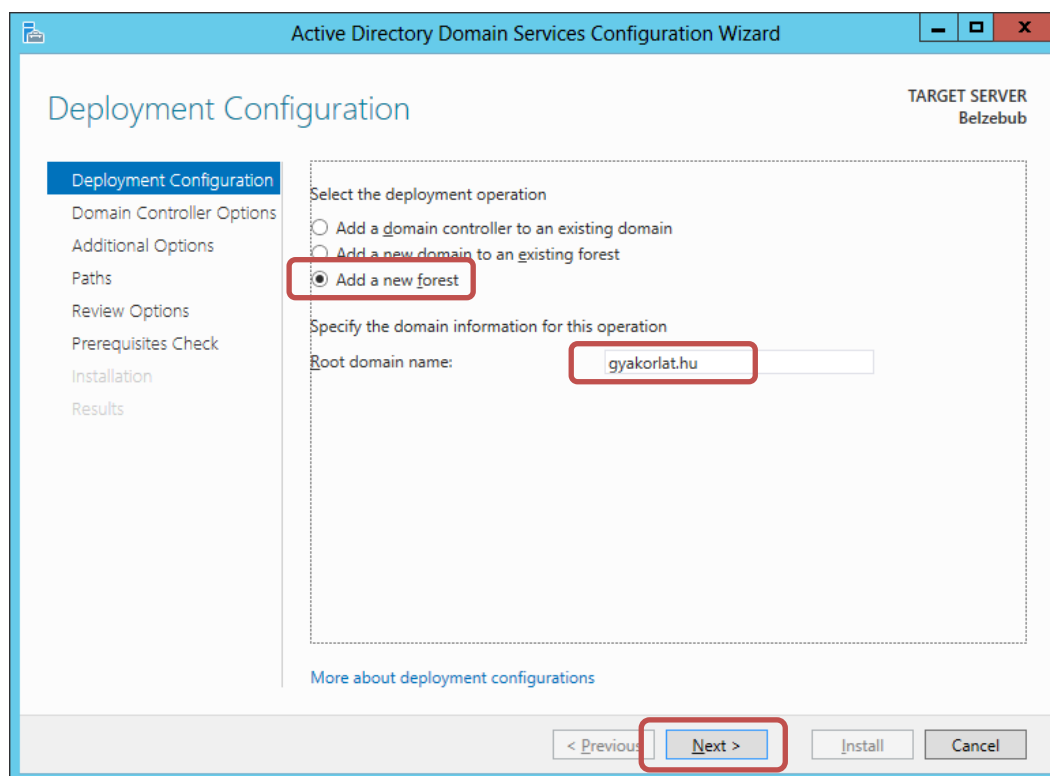 Active Directory Domain Services Configuration Wizard
Deployment Configuration
TARGET SERVER
Belzebub
Deployment Configuration
Domain Controller Options
Additional Options
Paths
Review Options
Prerequisites Check
Installation
Results
Select the deployment operation
Add a domain controller to an existing domain
Add a new domain to an existing forest
Add a new forest
Specify the domain information for this operation
Root domain name: gyakorlat.hu
More about deployment configurations
< Previous Next > Install Cancel